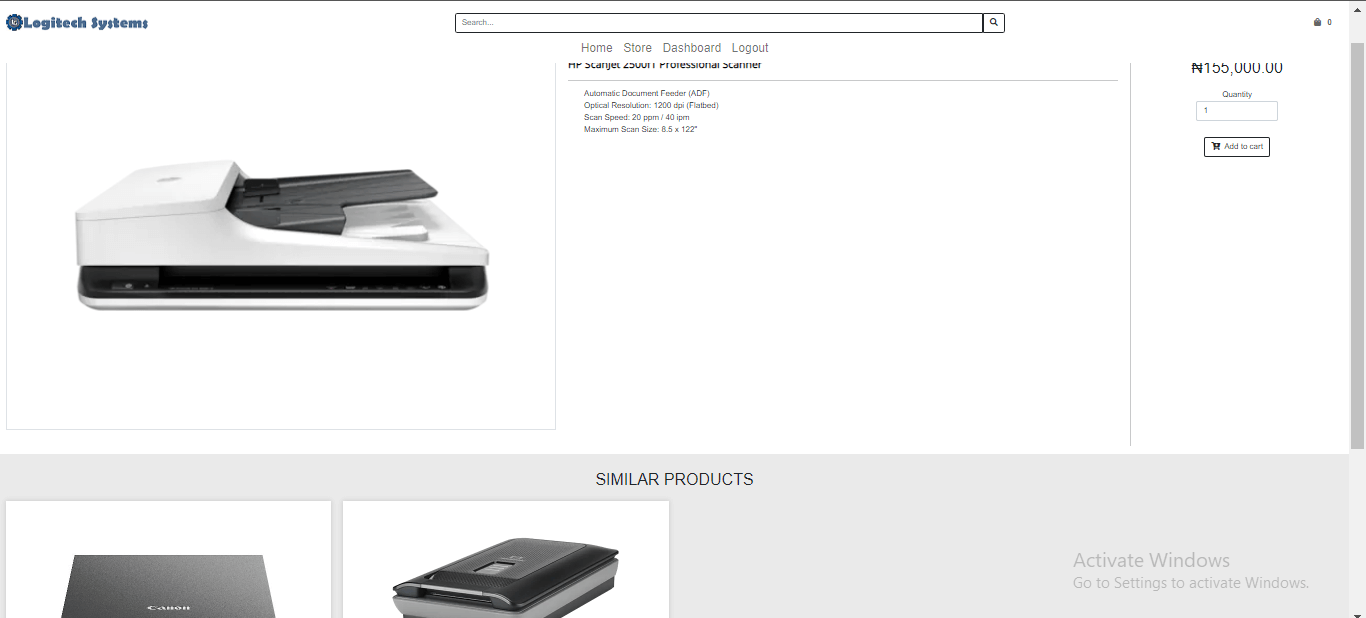 Logitech Systems
Search...
0
Home Store Dashboard Logout
HP Scanjet 2500f1 Professional Scanner
₦155,000.00
Automatic Document Feeder (ADF)
Optical Resolution: 1200 dpi (Flatbed)
Scan Speed: 20 ppm / 40 ipm
Maximum Scan Size: 8.5 x 122"
Quantity
1
Add to cart
SIMILAR PRODUCTS
Canon
Activate Windows
Go to Settings to activate Windows.